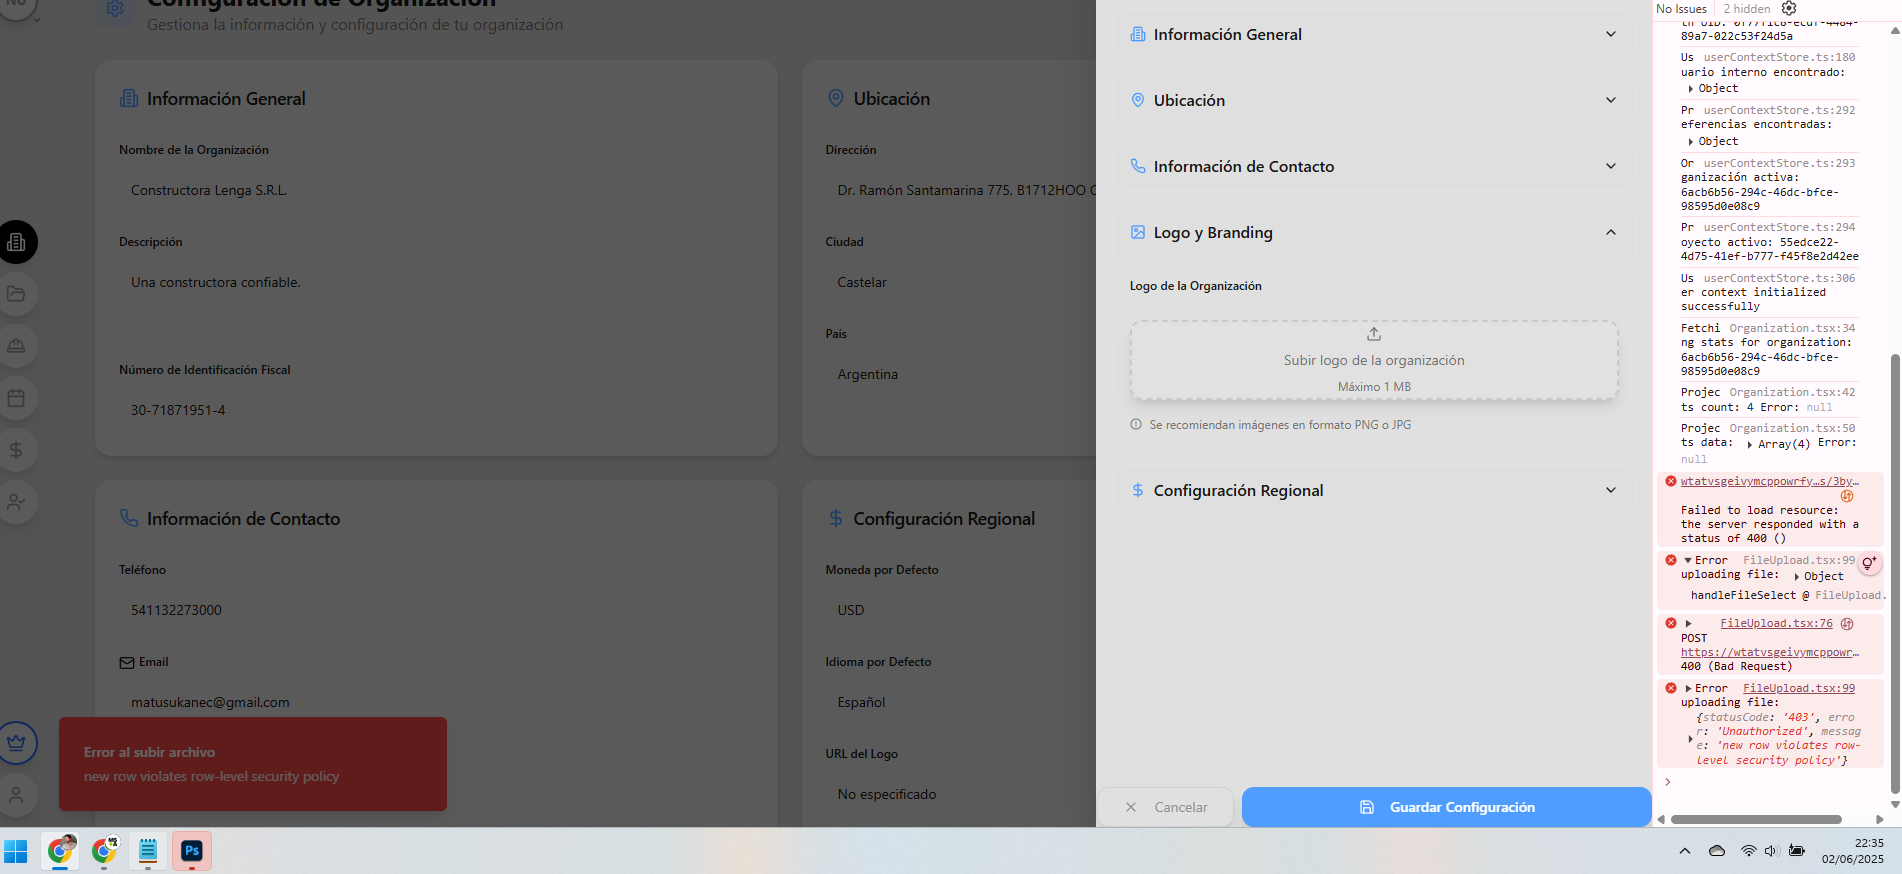 Configuración de Organización
Gestiona la información y configuración de tu organización
Información General
Nombre de la Organización
Constructora Lenga S.R.L.
Descripción
Una constructora confiable.
Número de Identificación Fiscal
30-71871951-4
Ubicación
Dirección
Dr. Ramón Santamarina 775, B1712HOO C
Ciudad
Castelar
País
Argentina
Información de Contacto
Teléfono
541132273000
Email
matusukanec@gmail.com
Configuración Regional
Moneda por Defecto
USD
Idioma por Defecto
Español
URL del Logo
No especificado
Error al subir archivo
new row violates row-level security policy
Información General
Ubicación
Información de Contacto
Logo y Branding
Logo de la Organización
Subir logo de la organización
Máximo 1 MB
Se recomiendan imágenes en formato PNG o JPG
Configuración Regional
Cancelar
Guardar Configuración
No Issues 2 hidden
th UID: 0f77f1c8-ecdf-4484-
89a7-022c53f24d5a
Us userContextStore.ts:180
uario interno encontrado:
Object
Pr userContextStore.ts:292
eferencias encontradas:
Object
Or userContextStore.ts:293
ganización activa:
6acb6b56-294c-46dc-bfce-
98595d0e08c9
Pr userContextStore.ts:294
oyecto activo: 55edce22-
4d75-41ef-b777-f45f8e2d42ee
Us userContextStore.ts:306
er context initialized
successfully
Fetchi Organization.tsx:34
ng stats for organization:
6acb6b56-294c-46dc-bfce-
98595d0e08c9
Projec Organization.tsx:42
ts count: 4 Error: null
Projec Organization.tsx:50
ts data: Array(4) Error:
null
wtatvsgeivymcppowrfy…s/3by…
Failed to load resource:
the server responded with a
status of 400 ()
Error FileUpload.tsx:99
uploading file: Object
handleFileSelect @ FileUpload.
FileUpload.tsx:76
POST
https://wtatvsgeivymcppowr…
400 (Bad Request)
Error FileUpload.tsx:99
uploading file:
{statusCode: '403', erro
r: 'Unauthorized', messag
e: 'new row violates row-
level security policy'}
Ps
22:35
02/06/2025